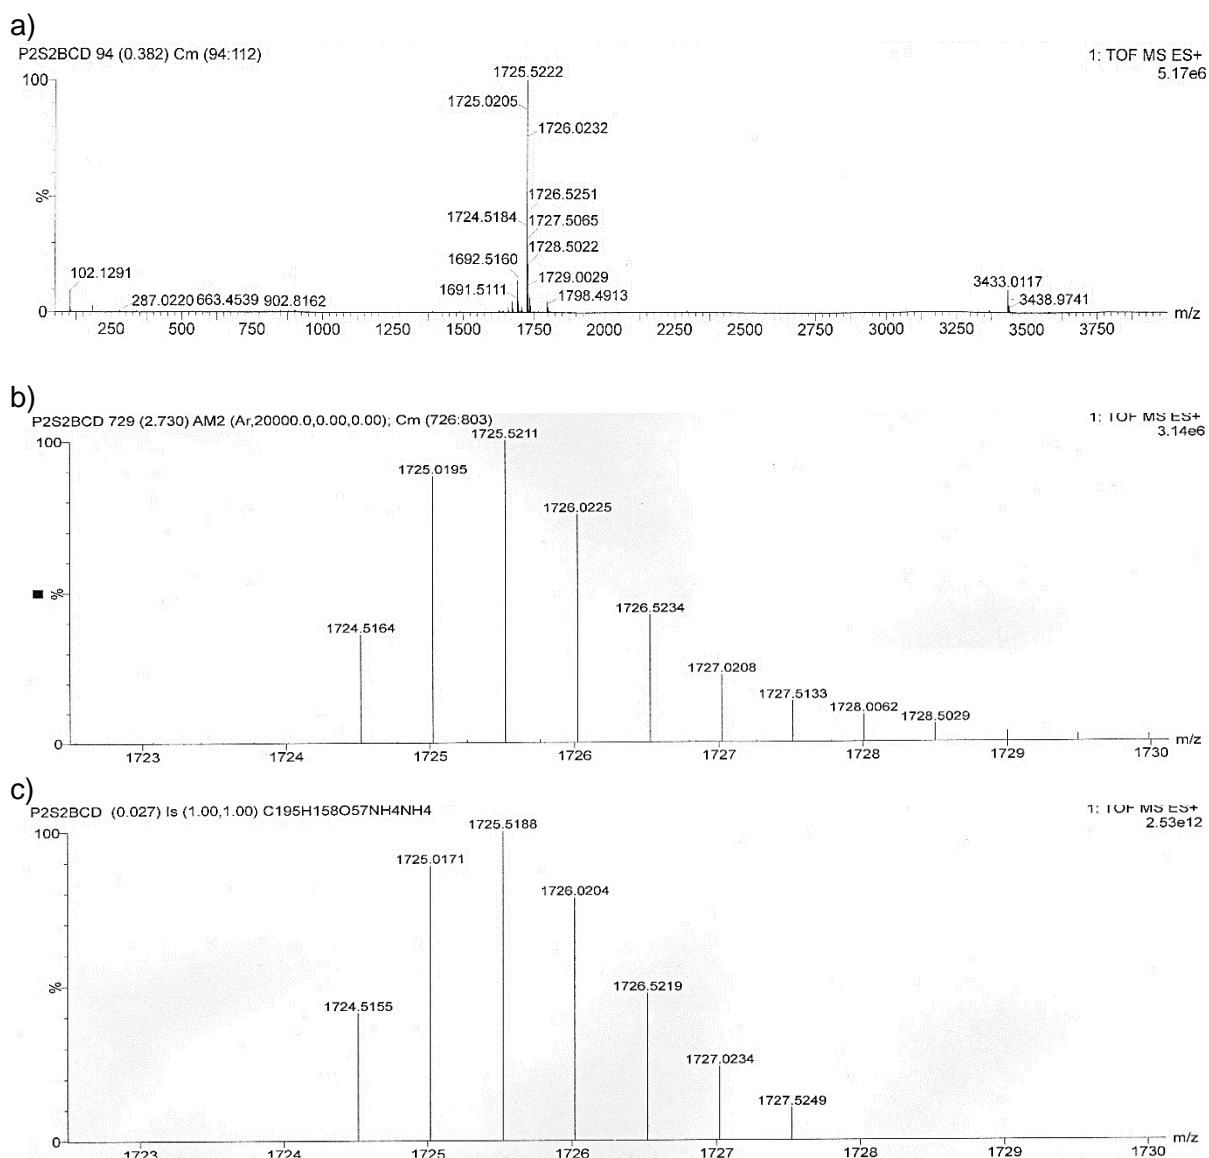 a)
P2S2BCD 94 (0.382) Cm (94:112)
1: TOF MS ES+
5.17e6
100
%
0
1725.5222
1725.0205
1726.0232
1726.5251
1724.5184
1727.5065
1728.5022
1692.5160
1729.0029
1691.5111
1798.4913
102.1291
287.0220 663.4539 902.8162
3433.0117
3438.9741
m/z
250 500 750 1000 1250 1500 1750 2000 2250 2500 2750 3000 3250 3500 3750
b)
P2S2BCD 729 (2.730) AM2 (Ar,20000.0,0.00,0.00); Cm (726:803)
1: TOF MS ES+
3.14e6
100
%
0
1725.5211
1725.0195
1726.0225
1724.5164
1726.5234
1727.0208
1727.5133
1728.0062
1728.5029
m/z
1723 1724 1725 1726 1727 1728 1729 1730
c)
P2S2BCD (0.027) Is (1.00,1.00) C195H158O57NH4NH4
1: TOF MS ES+
2.53e12
100
%
0
1725.5188
1725.0171
1726.0204
1724.5155
1726.5219
1727.0234
1727.5249
m/z
1723 1724 1725 1726 1727 1728 1729 1730